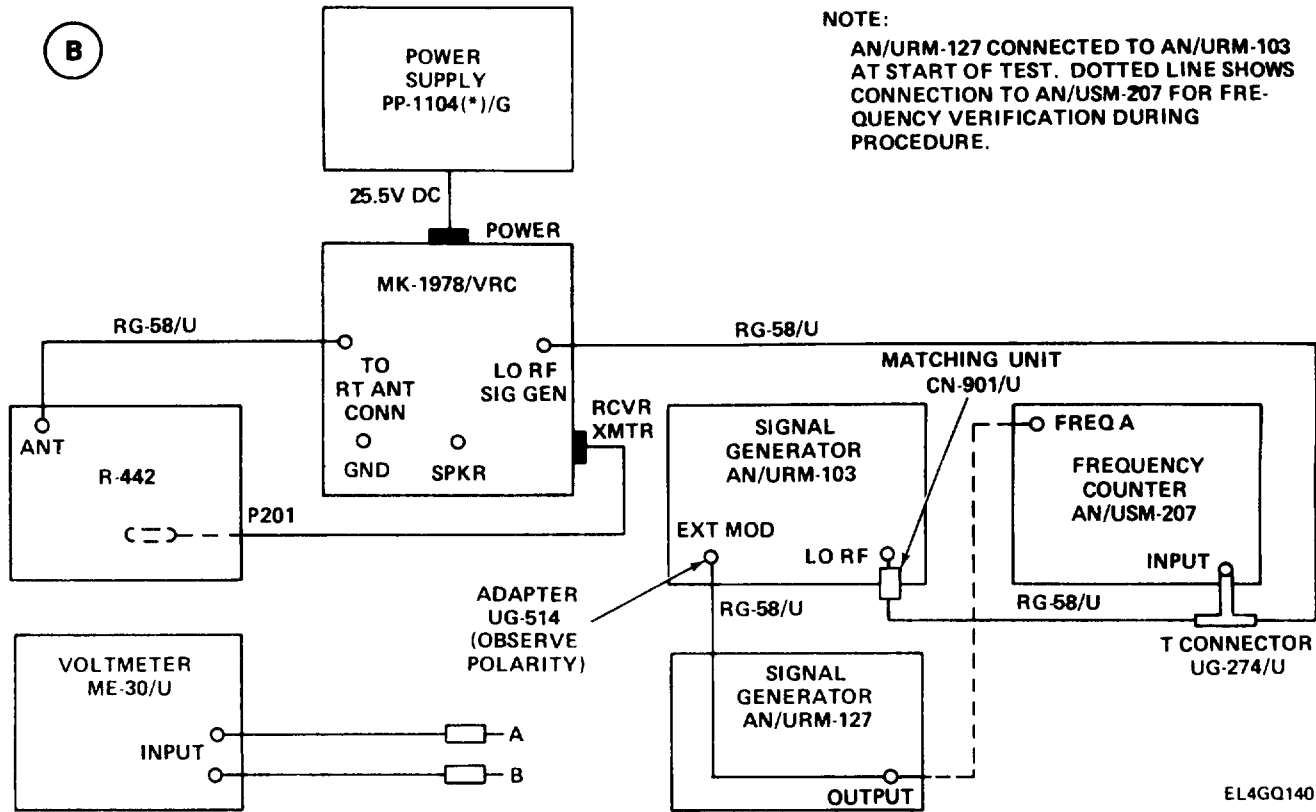 B
POWER
SUPPLY
PP-1104(*)/G
NOTE:
AN/URM-127 CONNECTED TO AN/URM-103
AT START OF TEST. DOTTED LINE SHOWS
CONNECTION TO AN/USM-207 FOR FRE-
QUENCY VERIFICATION DURING
PROCEDURE.
25.5V DC
POWER
MK-1978/VRC
RG-58/U
TO
RT ANT
CONN
LO RF
SIG GEN
GND
SPKR
RCVR
XMTR
RG-58/U
MATCHING UNIT
CN-901/U
ANT
R-442
P201
SIGNAL
GENERATOR
AN/URM-103
EXT MOD
LO RF
FREQ A
FREQUENCY
COUNTER
AN/USM-207
INPUT
ADAPTER
UG-514
(OBSERVE
POLARITY)
RG-58/U
RG-58/U
T CONNECTOR
UG-274/U
VOLTMETER
ME-30/U
INPUT
A
B
SIGNAL
GENERATOR
AN/URM-127
OUTPUT
EL4GQ140